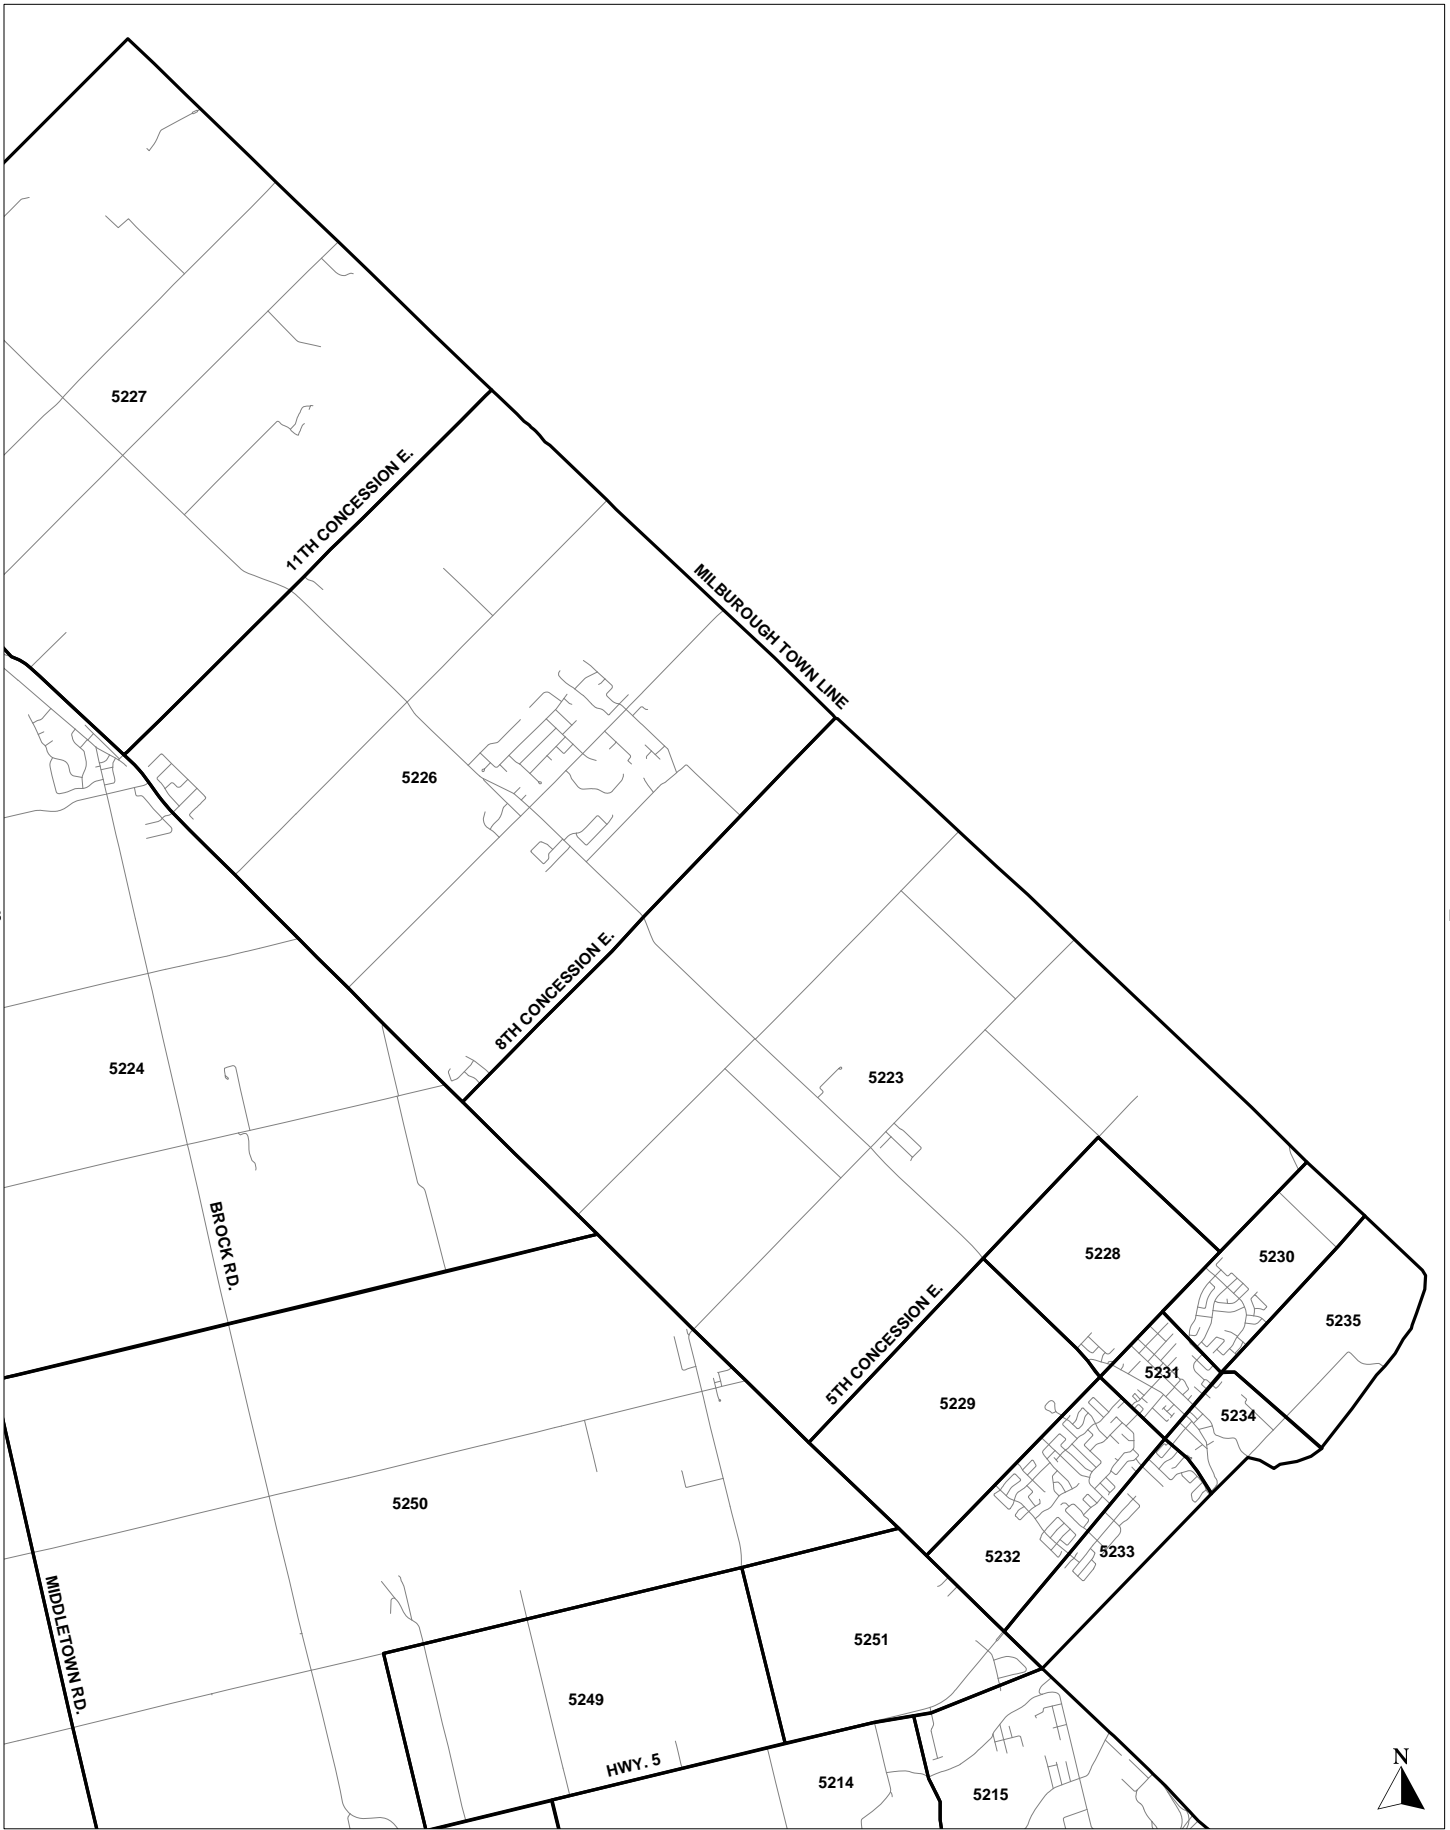 5227
11TH CONCESSION E.
MILBUROUGH TOWN LINE
5226
8TH CONCESSION E.
5224
5223
BROCK RD.
5228
5230
5TH CONCESSION E.
5235
5231
5229
5234
5250
5232
5233
MIDDLETOWN RD.
5251
5249
HWY. 5
5214
5215
N